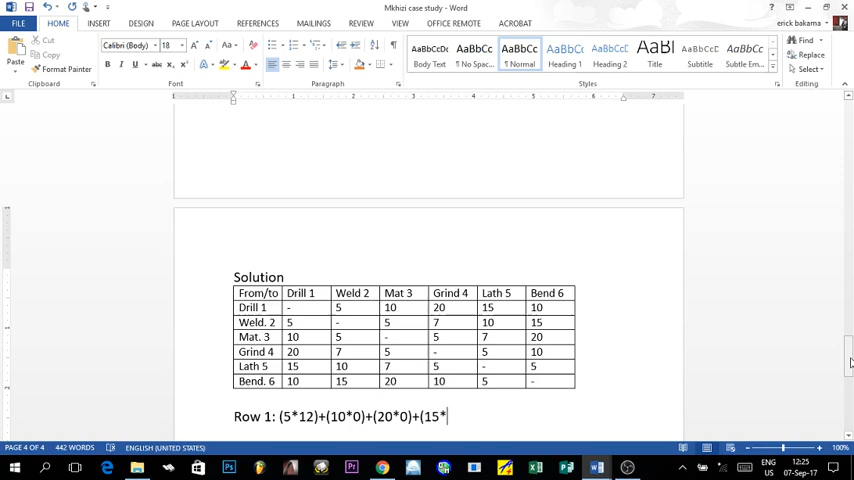 Mkhizi case study - Word
FILE HOME INSERT DESIGN PAGE LAYOUT REFERENCES MAILINGS REVIEW VIEW OFFICE REMOTE ACROBAT erick bakama
Cut Copy Format Painter Paste Clipboard
Calibri (Body) 18 Font
Paragraph
AaBbCcDc AaBbCc AaBbCc AaBbCc AaBbCc AaBl AaBbCc AaBbCc
Body Text ¶ No Spac... ¶ Normal Heading 1 Heading 2 Title Subtitle Subtle Em... Styles
Find Replace Select Editing
Solution
From/to Drill 1 Weld 2 Mat 3 Grind 4 Lath 5 Bend 6
Drill 1 - 5 10 20 15 10
Weld. 2 5 - 5 7 10 15
Mat. 3 10 5 - 5 7 20
Grind 4 20 7 5 - 5 10
Lath 5 15 10 7 5 - 5
Bend. 6 10 15 20 10 5 -
Row 1: (5*12)+(10*0)+(20*0)+(15*
PAGE 4 OF 4 442 WORDS ENGLISH (UNITED STATES) 100%
ENG 12:25
US 07-Sep-17